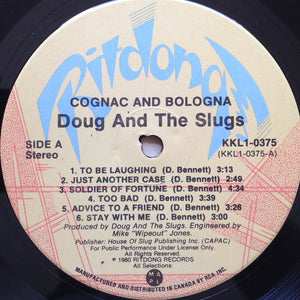 Ritdong
COGNAC AND BOLOGNA
Doug And The Slugs
SIDE A
Stereo
KKL1-0375
(KKL1-0375-A)
1. TO BE LAUGHING (D. Bennett) 3:13
2. JUST ANOTHER CASE (D. Bennett) 4:49
3. SOLDIER OF FORTUNE (D. Bennett) 4:34
4. TOO BAD (D. Bennett) 3:35
5. ADVICE TO A FRIEND (D. Bennett) 3:26
6. STAY WITH ME (D. Bennett) 3:00
Produced by Doug And The Slugs. Engineered by
Mike "Wipeout" Jones.
Publisher: House Of Slug Publishing Inc. (CAPAC)
For Public Performance Under License Only.
All Rights Reserved.
℗ 1980 RITDONG RECORDS
All Selections:
MANUFACTURED AND DISTRIBUTED IN CANADA BY RCA INC.